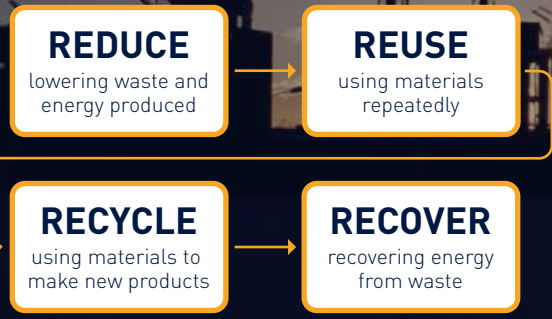 REDUCE
lowering waste and
energy produced
REUSE
using materials
repeatedly
RECYCLE
using materials to
make new products
RECOVER
recovering energy
from waste